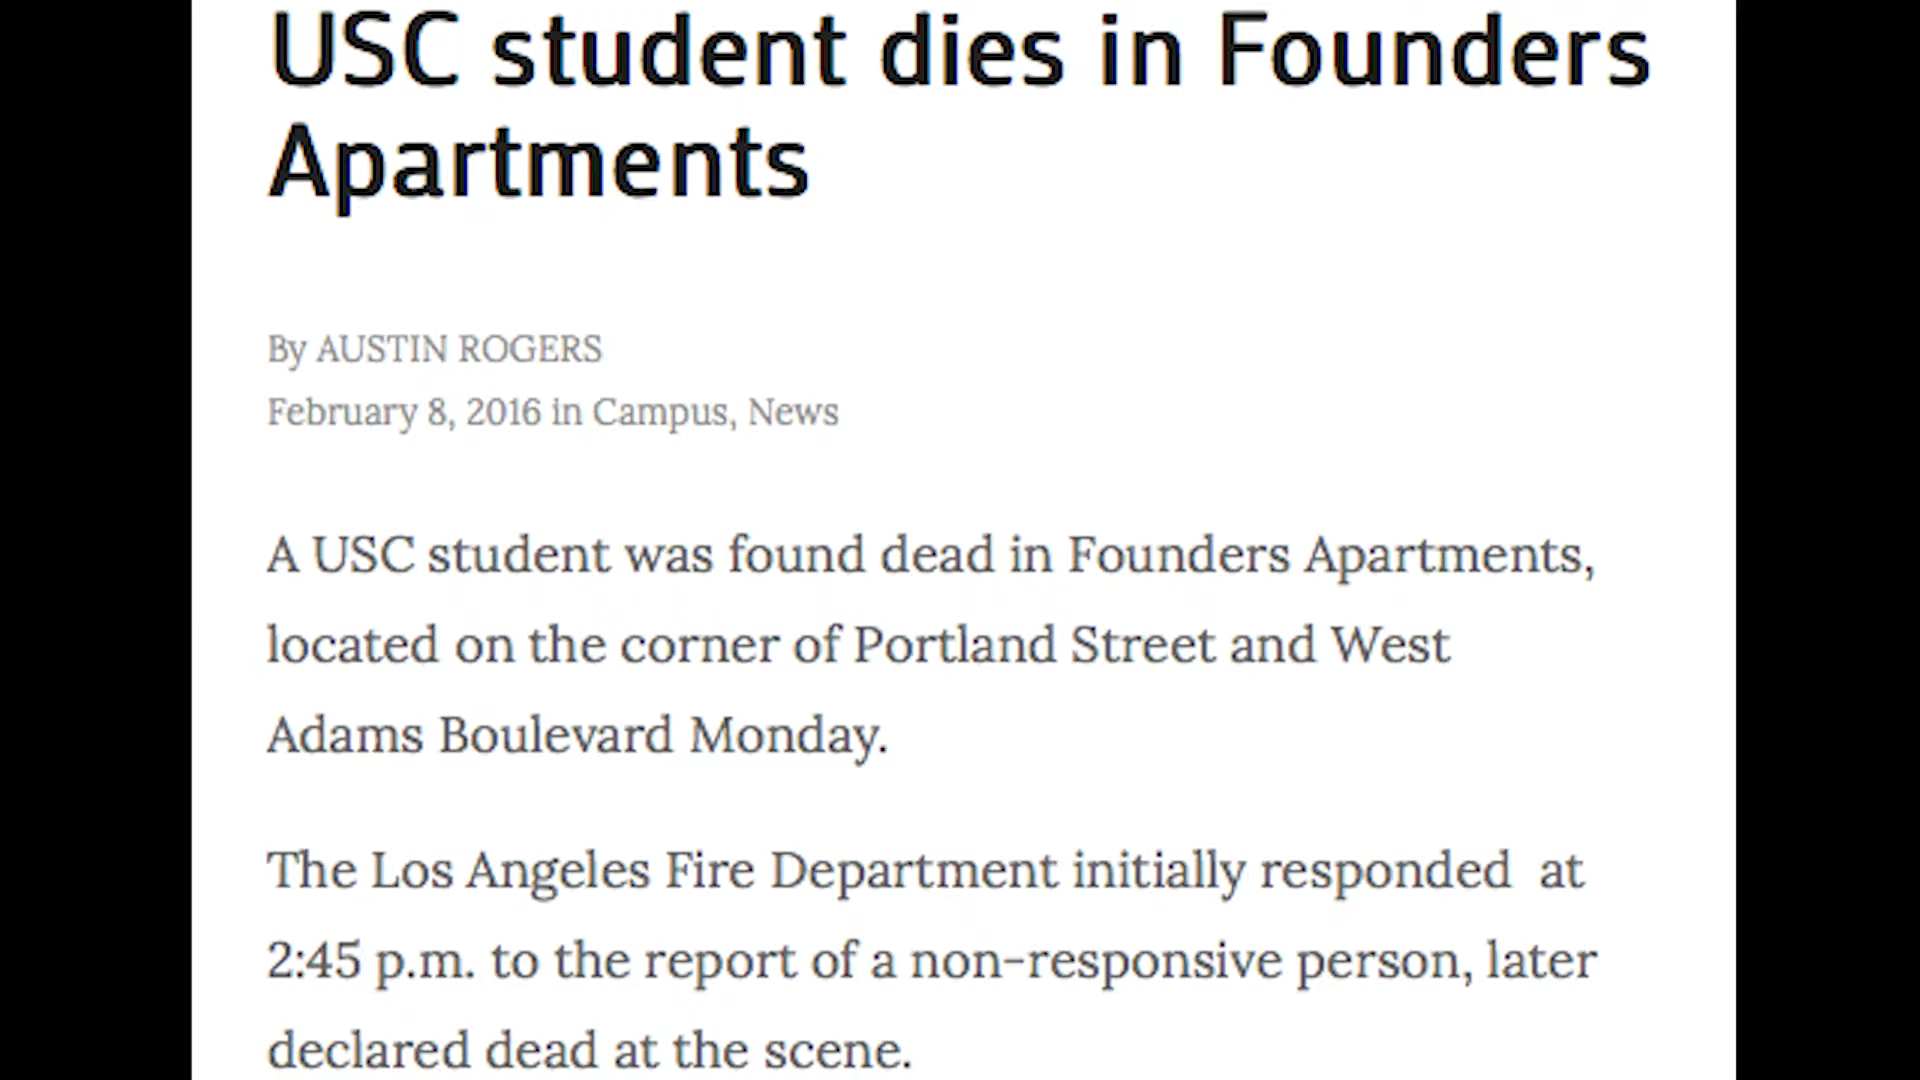 USC student dies in Founders
Apartments
By AUSTIN ROGERS
February 8, 2016 in Campus, News
A USC student was found dead in Founders Apartments,
located on the corner of Portland Street and West
Adams Boulevard Monday.
The Los Angeles Fire Department initially responded  at
2:45 p.m. to the report of a non-responsive person, later
declared dead at the scene.